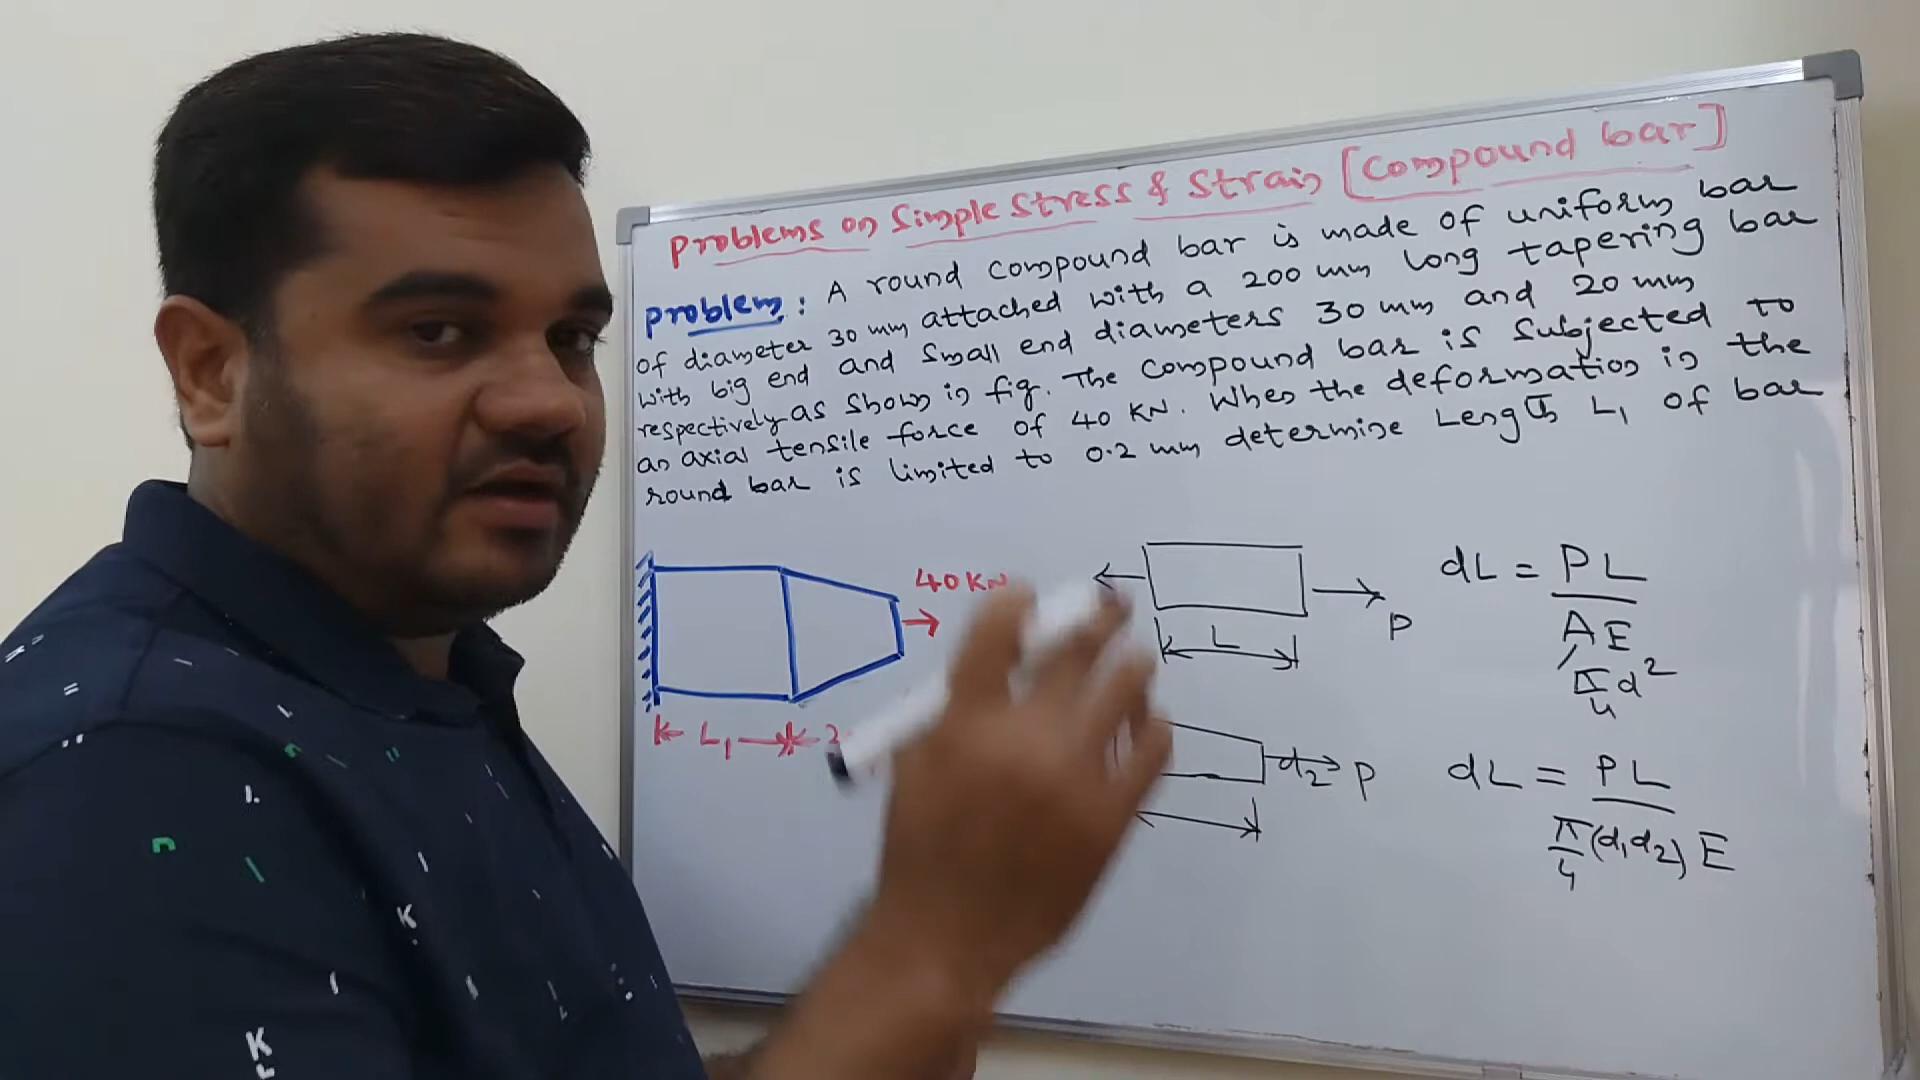 Problems on Simple Stress & Strain [Compound bar]
Problem: A round compound bar is made of uniform bar
of diameter 30 mm attached with a 200 mm long tapering bar
with big end and small end diameters 30 mm and 20 mm
respectively as shown in fig. The compound bar is subjected to
an axial tensile force of 40 KN. When the deformation in the
round bar is limited to 0.2 mm determine Length L₁ of bar
40 KN
L₁
L
P
dL = PL
AE
π/4 d²
d₂
P
dL = PL
π/4 (d₁d₂) E
K
K